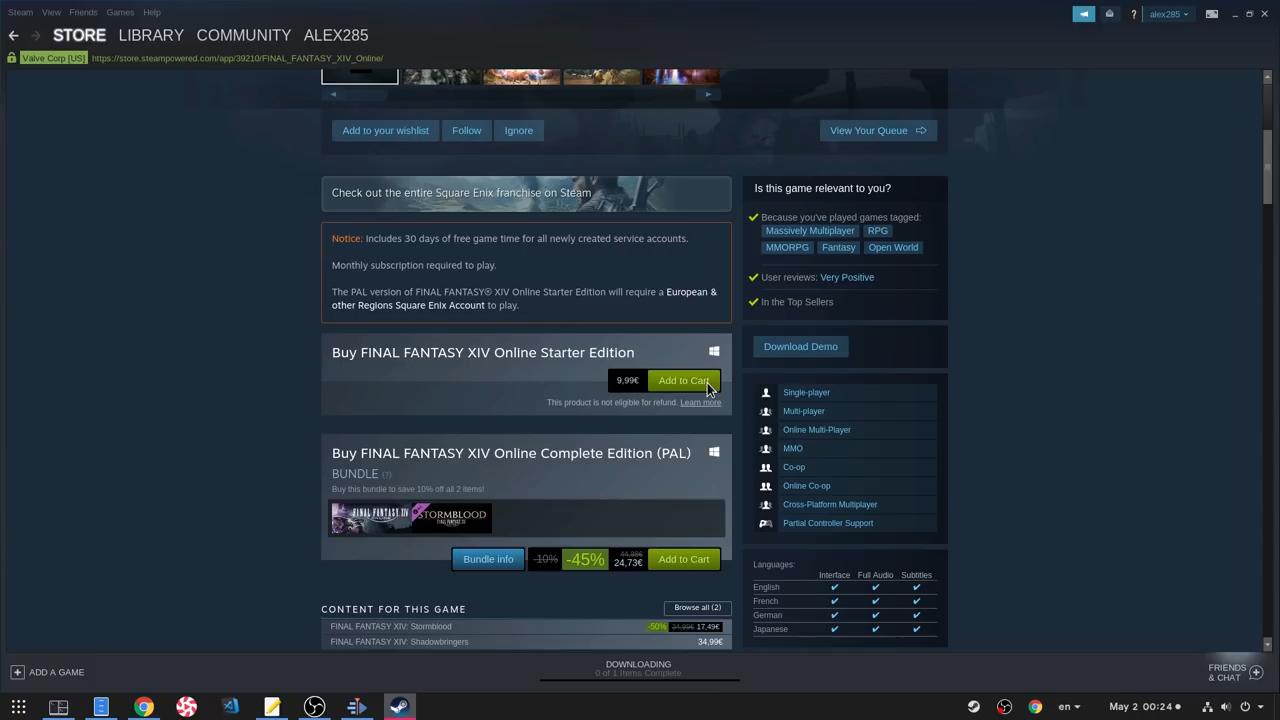 Steam View Friends Games Help
alex285
STORE LIBRARY COMMUNITY ALEX285
Valve Corp [US] https://store.steampowered.com/app/39210/FINAL_FANTASY_XIV_Online/
Add to your wishlist Follow Ignore View Your Queue
Check out the entire Square Enix franchise on Steam
Notice: Includes 30 days of free game time for all newly created service accounts.
Monthly subscription required to play.
The PAL version of FINAL FANTASY® XIV Online Starter Edition will require a European &
other Regions Square Enix Account to play.
Buy FINAL FANTASY XIV Online Starter Edition
9,99€ Add to Cart
This product is not eligible for refund. Learn more
Buy FINAL FANTASY XIV Online Complete Edition (PAL)
BUNDLE (?)
Buy this bundle to save 10% off all 2 items!
FINAL FANTASY XIV STORMBLOOD
FINAL FANTASY XIV
Bundle info -10% -45% 44,98€ 24,73€ Add to Cart
CONTENT FOR THIS GAME Browse all (2)
FINAL FANTASY XIV: Stormblood -50% 34,99€ 17,49€
FINAL FANTASY XIV: Shadowbringers 34,99€
Is this game relevant to you?
Because you've played games tagged:
Massively Multiplayer RPG
MMORPG Fantasy Open World
User reviews: Very Positive
In the Top Sellers
Download Demo
Single-player
Multi-player
Online Multi-Player
MMO
Co-op
Online Co-op
Cross-Platform Multiplayer
Partial Controller Support
Languages:
Interface Full Audio Subtitles
English ✔ ✔ ✔
French ✔ ✔ ✔
German ✔ ✔ ✔
Japanese ✔ ✔ ✔
ADD A GAME
DOWNLOADING
0 of 1 Items Complete
FRIENDS
& CHAT
en May 2 00:24